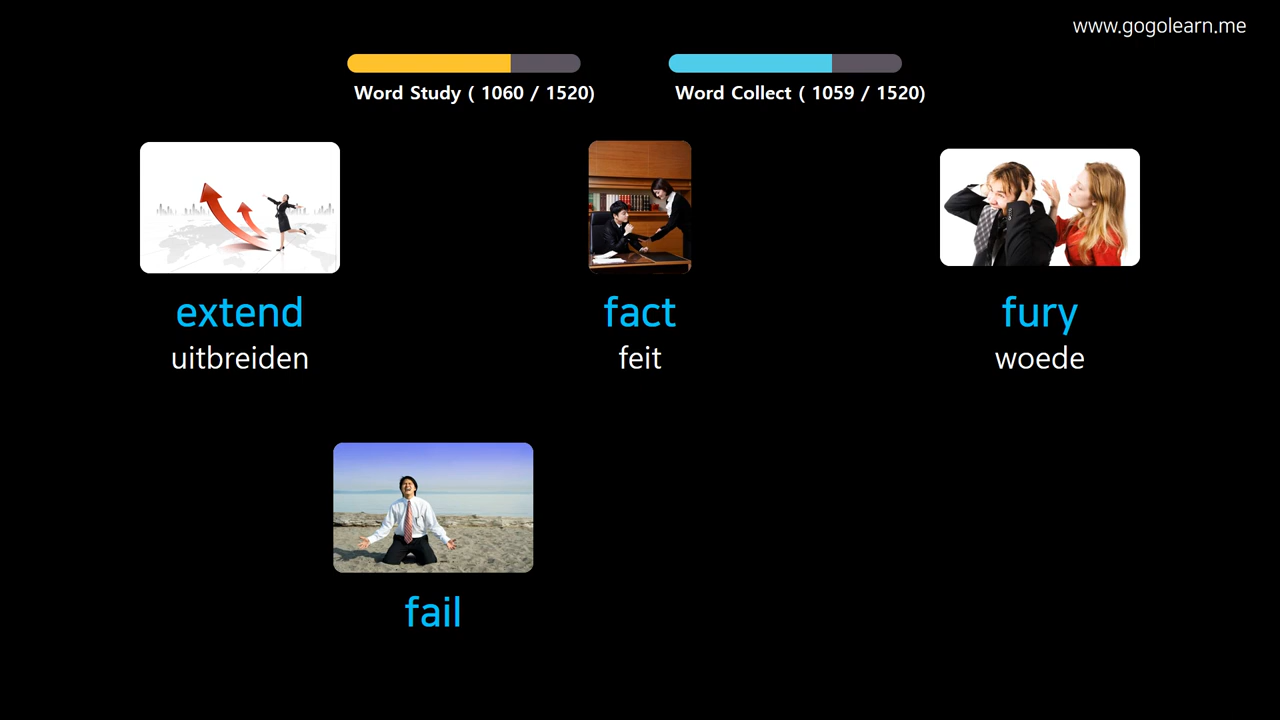 www.gogolearn.me
Word Study ( 1060 / 1520)
Word Collect ( 1059 / 1520)
extend
uitbreiden
fact
feit
fury
woede
fail